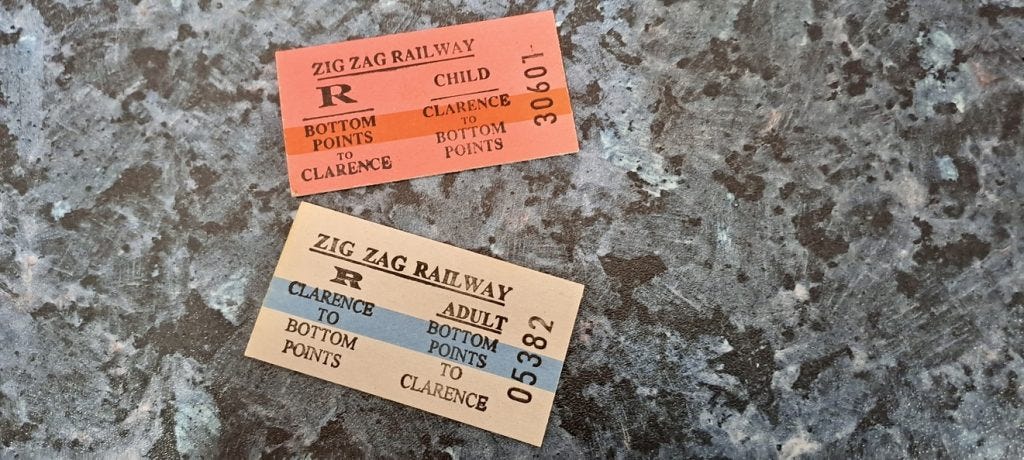 ZIG ZAG RAILWAY
R
CHILD
BOTTOM
POINTS
TO
CLARENCE
CLARENCE
TO
BOTTOM
POINTS
30601
ZIG ZAG RAILWAY
R
ADULT
CLARENCE
TO
BOTTOM
POINTS
BOTTOM
POINTS
TO
CLARENCE
05382